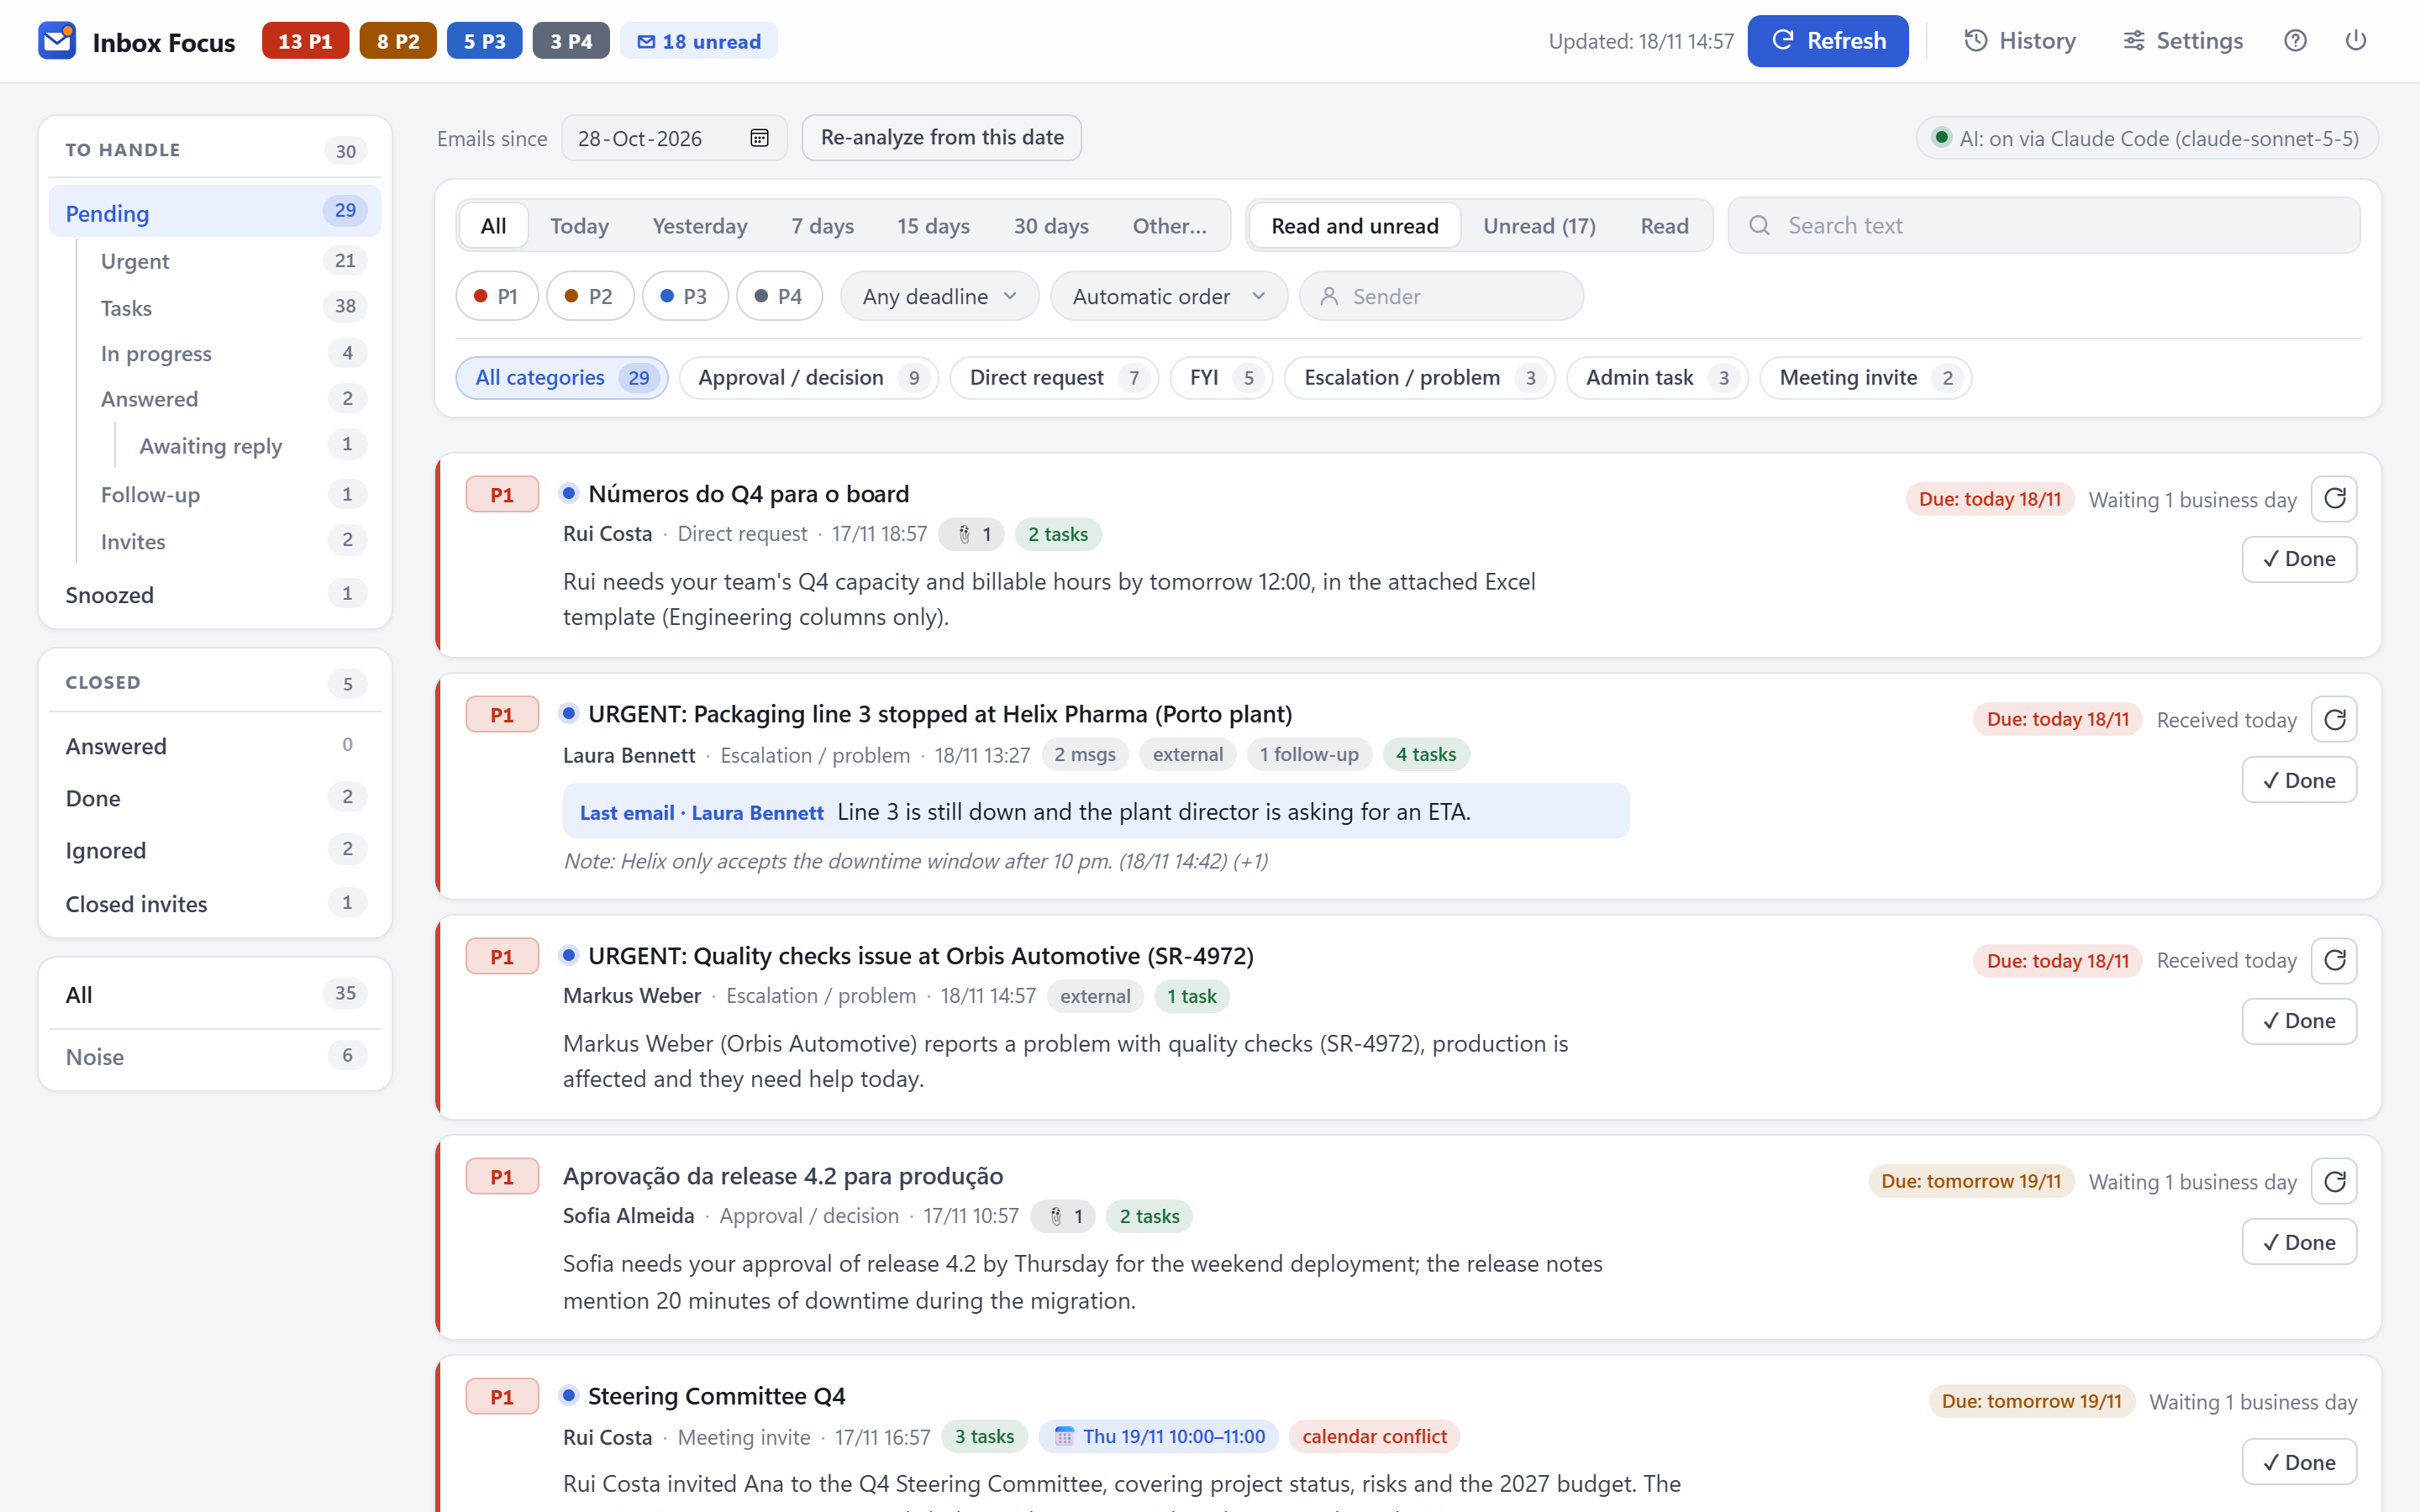 Inbox Focus 13 P1 8 P2 5 P3 3 P4 18 unread Updated: 18/11 14:57 Refresh History Settings
TO HANDLE 30
Pending 29
Urgent 21
Tasks 38
In progress 4
Answered 2
Awaiting reply 1
Follow-up 1
Invites 2
Snoozed 1
CLOSED 5
Answered 0
Done 2
Ignored 2
Closed invites 1
All 35
Noise 6
Emails since 28-Oct-2026 Re-analyze from this date AI: on via Claude Code (claude-sonnet-5-5)
All Today Yesterday 7 days 15 days 30 days Other... Read and unread Unread (17) Read Search text
P1 P2 P3 P4 Any deadline Automatic order Sender
All categories 29 Approval / decision 9 Direct request 7 FYI 5 Escalation / problem 3 Admin task 3 Meeting invite 2
P1 Números do Q4 para o board Due: today 18/11 Waiting 1 business day
Rui Costa · Direct request · 17/11 18:57 1 2 tasks
✓ Done
Rui needs your team's Q4 capacity and billable hours by tomorrow 12:00, in the attached Excel
template (Engineering columns only).
P1 URGENT: Packaging line 3 stopped at Helix Pharma (Porto plant) Due: today 18/11 Received today
Laura Bennett · Escalation / problem · 18/11 13:27 2 msgs external 1 follow-up 4 tasks
✓ Done
Last email · Laura Bennett Line 3 is still down and the plant director is asking for an ETA.
Note: Helix only accepts the downtime window after 10 pm. (18/11 14:42) (+1)
P1 URGENT: Quality checks issue at Orbis Automotive (SR-4972) Due: today 18/11 Received today
Markus Weber · Escalation / problem · 18/11 14:57 external 1 task
✓ Done
Markus Weber (Orbis Automotive) reports a problem with quality checks (SR-4972), production is
affected and they need help today.
P1 Aprovação da release 4.2 para produção Due: tomorrow 19/11 Waiting 1 business day
Sofia Almeida · Approval / decision · 17/11 10:57 1 2 tasks
✓ Done
Sofia needs your approval of release 4.2 by Thursday for the weekend deployment; the release notes
mention 20 minutes of downtime during the migration.
P1 Steering Committee Q4 Due: tomorrow 19/11 Waiting 1 business day
Rui Costa · Meeting invite · 17/11 16:57 3 tasks Thu 19/11 10:00–11:00 calendar conflict
✓ Done
Rui Costa invited Ana to the Q4 Steering Committee, covering project status, risks and the 2027 budget. The